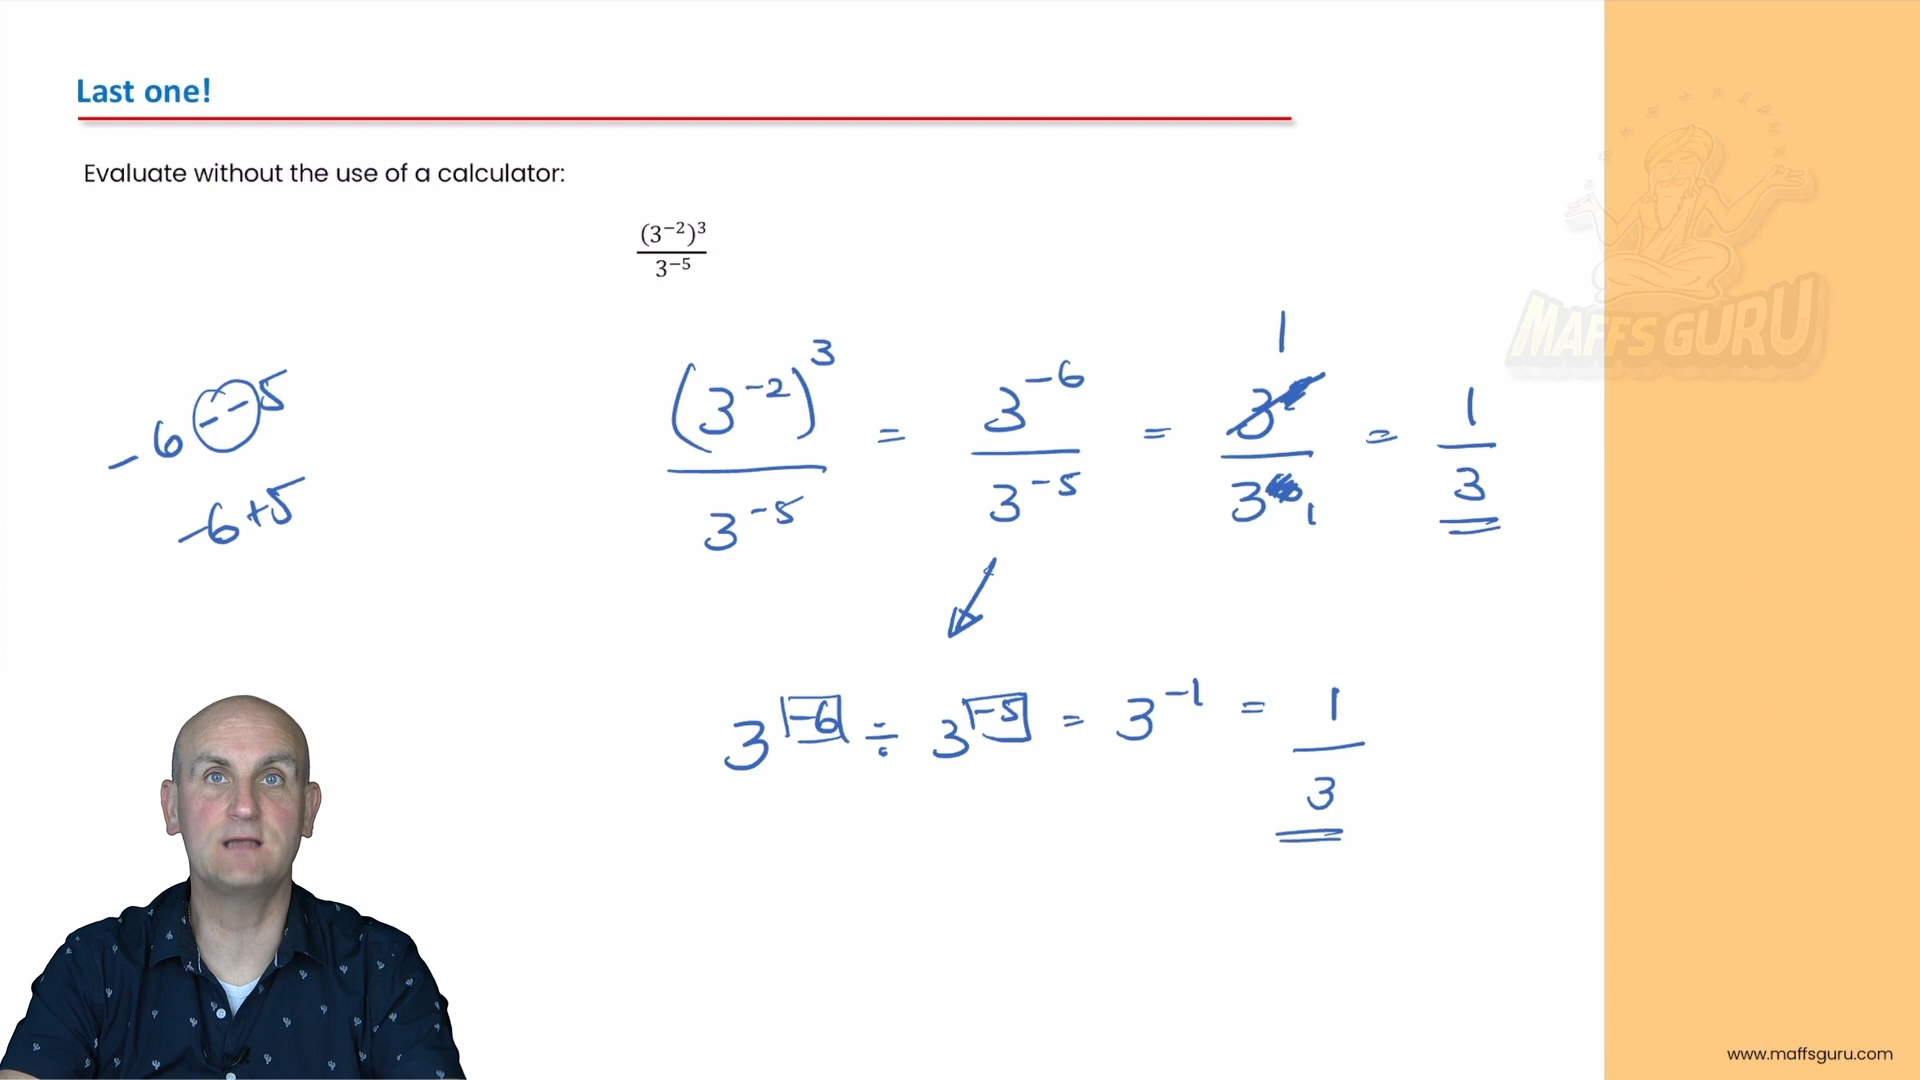 Last one!
Evaluate without the use of a calculator:
(3⁻²)³
3⁻⁵
(3⁻²)³ / 3⁻⁵ = 3⁻⁶ / 3⁻⁵ = 1 / 3¹ = 1 / 3
-6 - -5
-6+5
3⁻⁶ ÷ 3⁻⁵ = 3⁻¹ = 1 / 3
MAFFS GURU
www.maffsguru.com